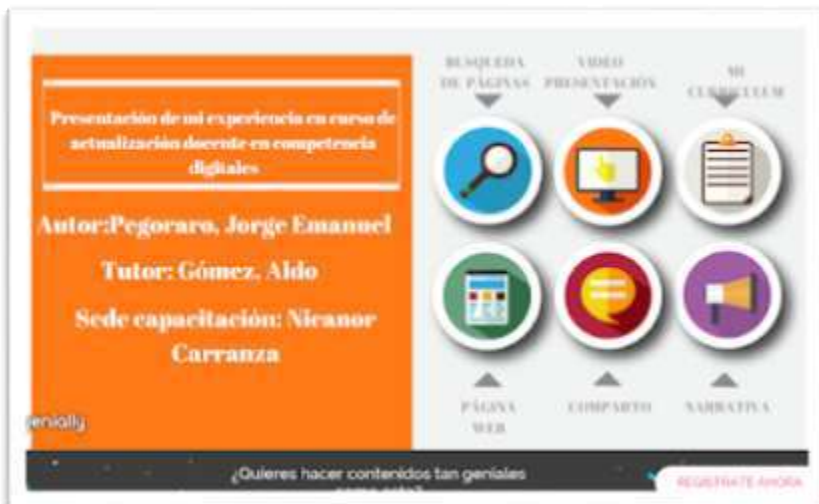 Presentación de mi experiencia en curso de
actualización docente en competencia
digitales
Autor:Pegoraro, Jorge Emanuel
Tutor: Gómez, Aldo
Sede capacitación: Nicanor
Carranza
BUSQUEDA
DE PÁGINAS
VIDEO
PRESENTACIÓN
MI
CURRICULUM
PÁGINA
WEB
COMPARTO
NARRATIVA
genially
¿Quieres hacer contenidos tan geniales
como este?
REGÍSTRATE AHORA